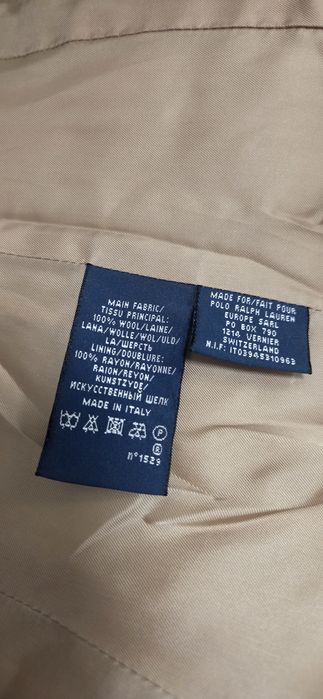 MAIN FABRIC/
TISSU PRINCIPAL:
100% WOOL/LAINE/
LANA/WOLLE/WOL/ULD/
LA/ШЕРСТЬ
LINING/DOUBLURE:
100% RAYON/RAYONNE/
RAION/REYON/
KUNSTZYDE/
ИСКУССТВЕННЫЙ ШЕЛК
MADE IN ITALY
P
n°1529
MADE FOR/FAIT POUR
POLO RALPH LAUREN
EUROPE SARL
PO BOX 790
1214 VERNIER
SWITZERLAND
N.I.F: IT03945310963